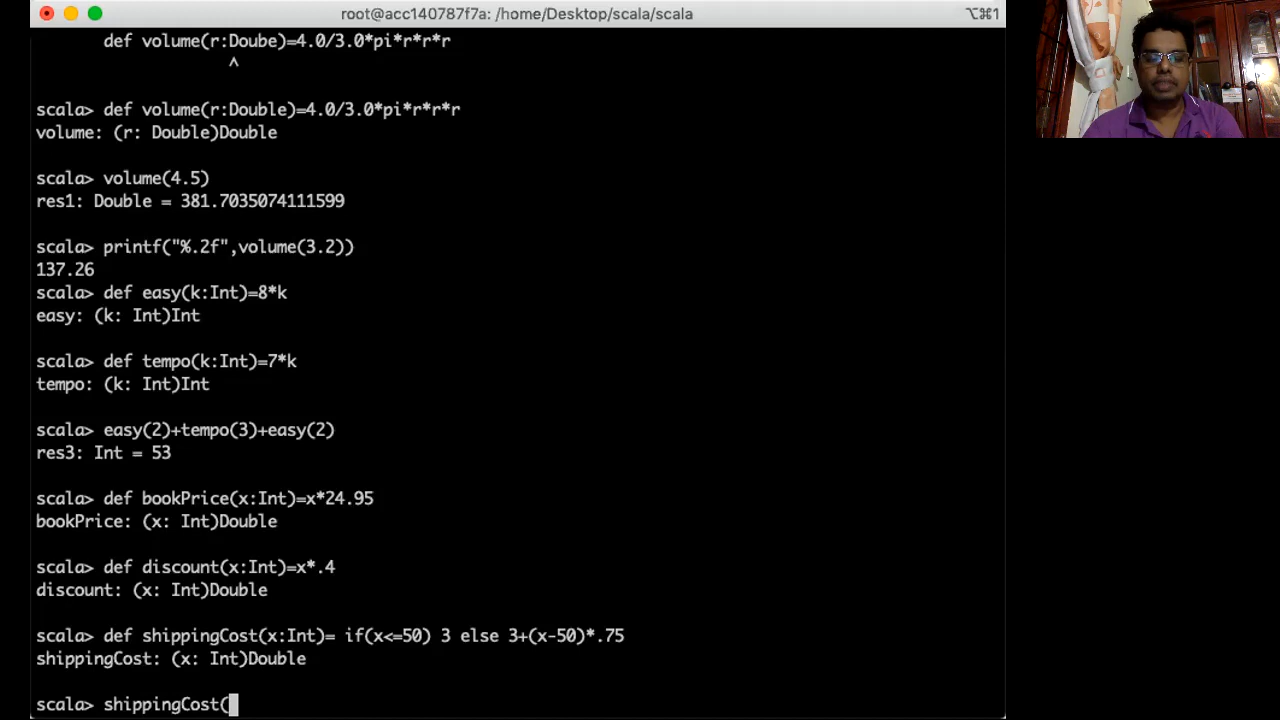 root@acc140787f7a: /home/Desktop/scala/scala
⌥⌘1
def volume(r:Doube)=4.0/3.0*pi*r*r*r
^
scala> def volume(r:Double)=4.0/3.0*pi*r*r*r
volume: (r: Double)Double
scala> volume(4.5)
res1: Double = 381.7035074111599
scala> printf("%.2f",volume(3.2))
137.26
scala> def easy(k:Int)=8*k
easy: (k: Int)Int
scala> def tempo(k:Int)=7*k
tempo: (k: Int)Int
scala> easy(2)+tempo(3)+easy(2)
res3: Int = 53
scala> def bookPrice(x:Int)=x*24.95
bookPrice: (x: Int)Double
scala> def discount(x:Int)=x*.4
discount: (x: Int)Double
scala> def shippingCost(x:Int)= if(x<=50) 3 else 3+(x-50)*.75
shippingCost: (x: Int)Double
scala> shippingCost(